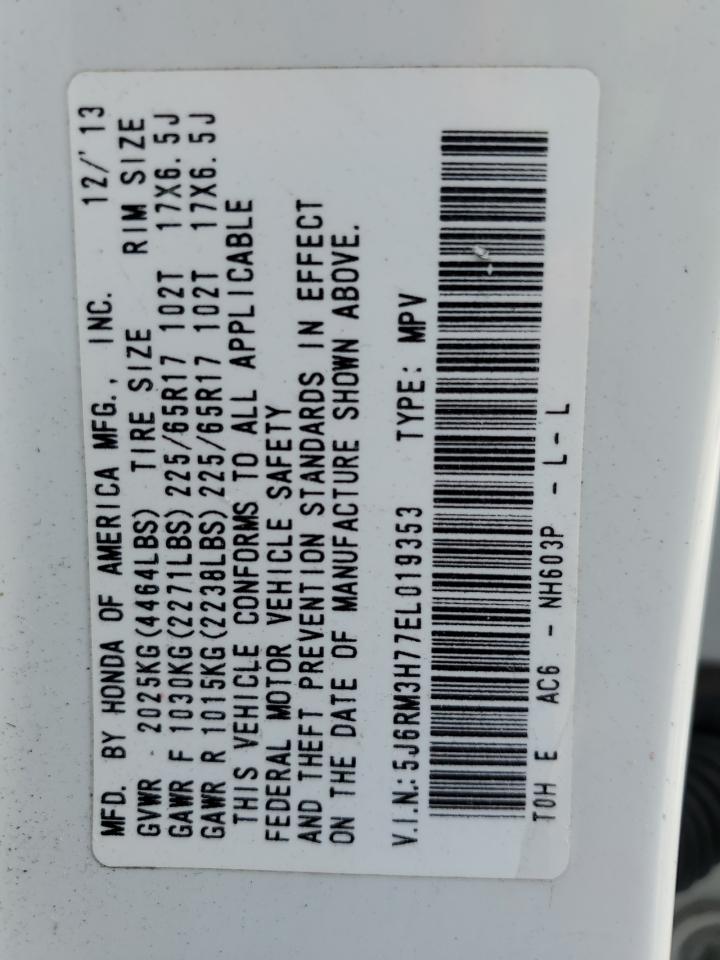 MFD. BY HONDA OF AMERICA MFG., INC. 12/'13
GVWR 2025KG(4464LBS) TIRE SIZE RIM SIZE
GAWR F 1030KG(2271LBS) 225/65R17 102T 17X6.5J
GAWR R 1015KG(2238LBS) 225/65R17 102T 17X6.5J
THIS VEHICLE CONFORMS TO ALL APPLICABLE
FEDERAL MOTOR VEHICLE SAFETY
AND THEFT PREVENTION STANDARDS IN EFFECT
ON THE DATE OF MANUFACTURE SHOWN ABOVE.
V.I.N.: 5J6RM3H77EL019353 TYPE: MPV
TOH E AC6 - NH603P - L - L